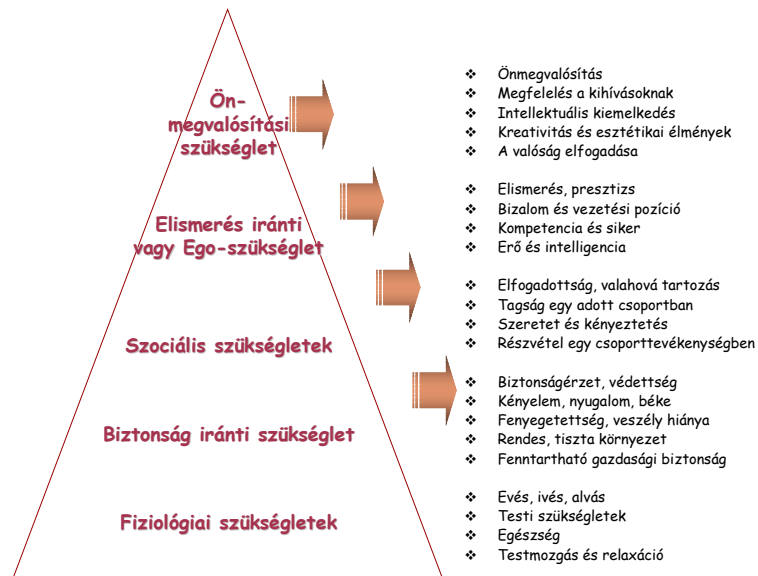 Ön-
megvalósítási
szükséglet
Elismerés iránti
vagy Ego-szükséglet
Szociális szükségletek
Biztonság iránti szükséglet
Fiziológiai szükségletek
❖ Önmegvalósítás
❖ Megfelelés a kihívásoknak
❖ Intellektuális kiemelkedés
❖ Kreativitás és esztétikai élmények
❖ A valóság elfogadása
❖ Elismerés, presztizs
❖ Bizalom és vezetési pozíció
❖ Kompetencia és siker
❖ Erő és intelligencia
❖ Elfogadottság, valahová tartozás
❖ Tagság egy adott csoportban
❖ Szeretet és kényeztetés
❖ Részvétel egy csoporttevékenységben
❖ Biztonságérzet, védettség
❖ Kényelem, nyugalom, béke
❖ Fenyegetettség, veszély hiánya
❖ Rendes, tiszta környezet
❖ Fenntartható gazdasági biztonság
❖ Evés, ivés, alvás
❖ Testi szükségletek
❖ Egészség
❖ Testmozgás és relaxáció